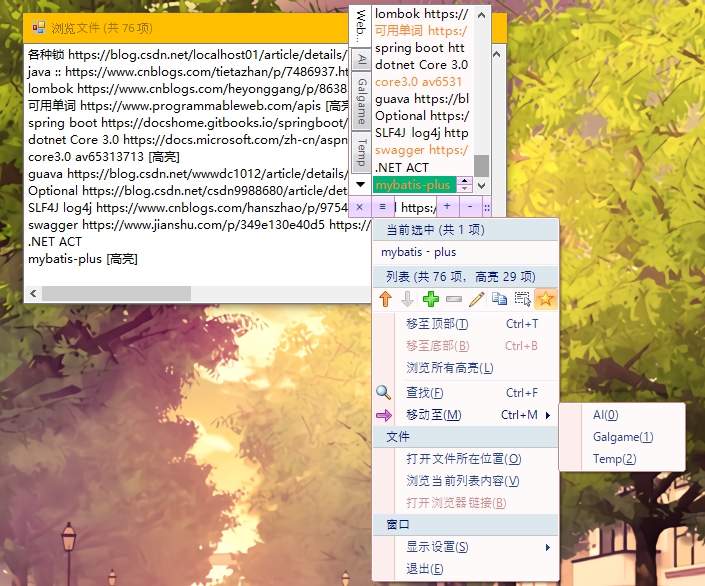 浏览文件 (共 76 项)
各种锁 https://blog.csdn.net/localhost01/article/details/
java :: https://www.cnblogs.com/tietazhan/p/7486937.ht
lombok https://www.cnblogs.com/heyonggang/p/8638
可用单词 https://www.programmableweb.com/apis [高亮
spring boot https://docshome.gitbooks.io/springboot/
dotnet Core 3.0 https://docs.microsoft.com/zh-cn/aspn
core3.0 av65313713 [高亮]
guava https://blog.csdn.net/wwwdc1012/article/details/
Optional https://blog.csdn.net/csdn9988680/article/det
SLF4J log4j https://www.cnblogs.com/hanszhao/p/9754
swagger https://www.jianshu.com/p/349e130e40d5 https:/
.NET ACT
mybatis-plus [高亮]
Web...
AI
Galgame
Temp
lombok https://
可用单词 https:/
spring boot htt
dotnet Core 3.0
core3.0 av6531
guava https://bl
Optional https:/
SLF4J log4j http
swagger https:/
.NET ACT
mybatis-plus
× ≡ l https:/ + - ::
当前选中 (共 1 项)
mybatis - plus
列表 (共 76 项，高亮 29 项)
移至顶部(T) Ctrl+T
移至底部(B) Ctrl+B
浏览所有高亮(L)
查找(F) Ctrl+F
移动至(M) Ctrl+M
AI(0)
Galgame(1)
Temp(2)
文件
打开文件所在位置(O)
浏览当前列表内容(V)
打开浏览器链接(B)
窗口
显示设置(S)
退出(E)